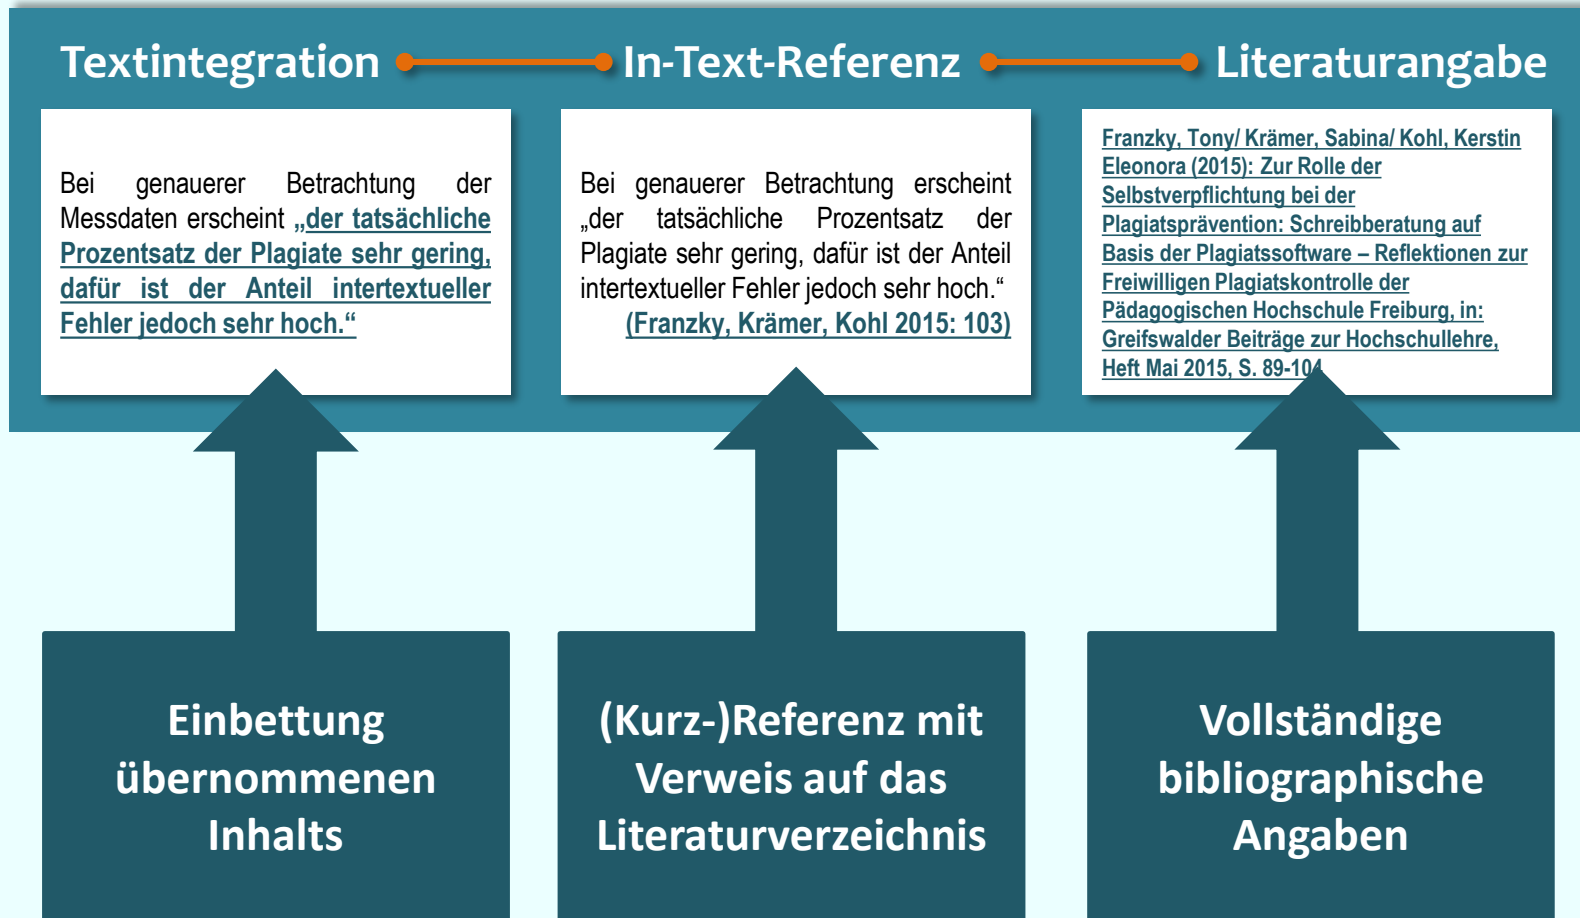 Textintegration
In-Text-Referenz
Literaturangabe
Bei genauerer Betrachtung der
Messdaten erscheint „der tatsächliche
Prozentsatz der Plagiate sehr gering,
dafür ist der Anteil intertextueller
Fehler jedoch sehr hoch.“
Bei genauerer Betrachtung erscheint
„der tatsächliche Prozentsatz der
Plagiate sehr gering, dafür ist der Anteil
intertextueller Fehler jedoch sehr hoch.“
(Franzky, Krämer, Kohl 2015: 103)
Franzky, Tony/ Krämer, Sabina/ Kohl, Kerstin
Eleonora (2015): Zur Rolle der
Selbstverpflichtung bei der
Plagiatsprävention: Schreibberatung auf
Basis der Plagiatssoftware – Reflektionen zur
Freiwilligen Plagiatskontrolle der
Pädagogischen Hochschule Freiburg, in:
Greifswalder Beiträge zur Hochschullehre,
Heft Mai 2015, S. 89-104
Einbettung
übernommenen
Inhalts
(Kurz-)Referenz mit
Verweis auf das
Literaturverzeichnis
Vollständige
bibliographische
Angaben